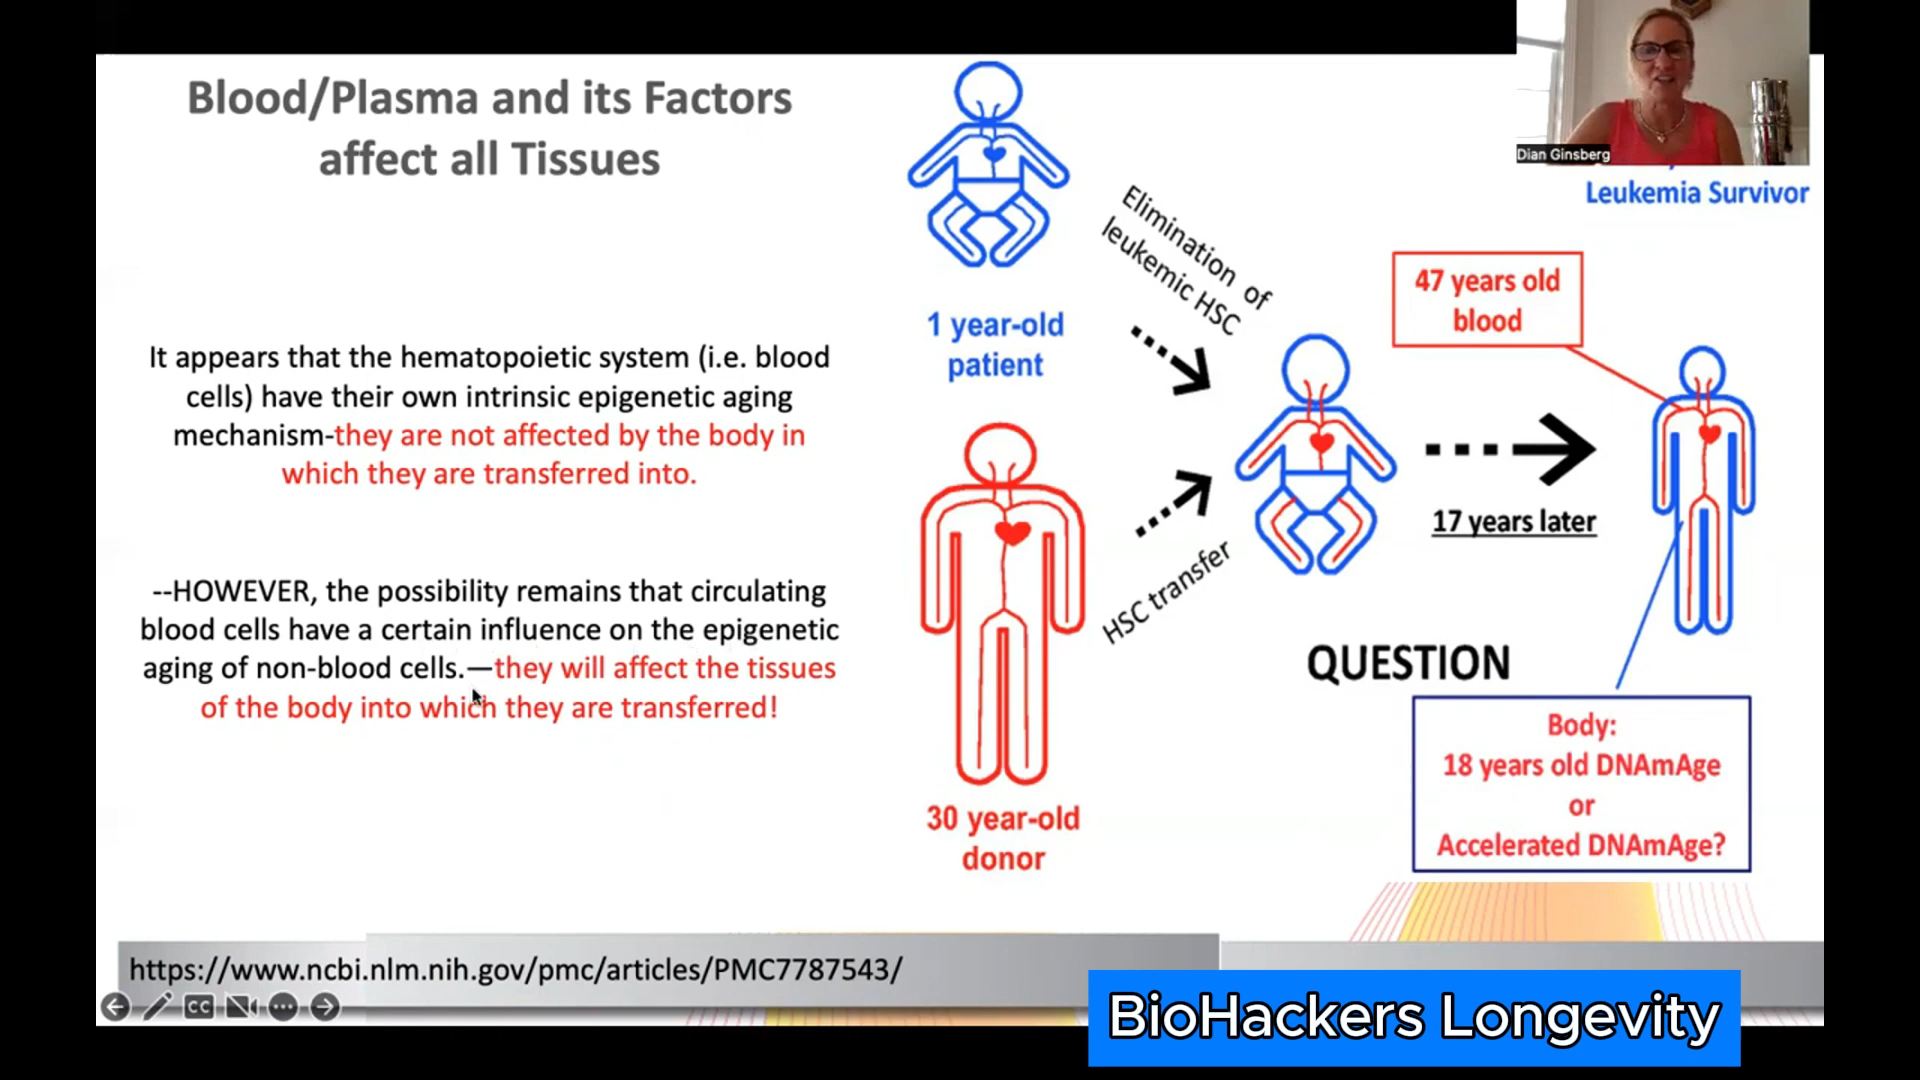 Blood/Plasma and its Factors
affect all Tissues
It appears that the hematopoietic system (i.e. blood
cells) have their own intrinsic epigenetic aging
mechanism-they are not affected by the body in
which they are transferred into.
--HOWEVER, the possibility remains that circulating
blood cells have a certain influence on the epigenetic
aging of non-blood cells.—they will affect the tissues
of the body into which they are transferred!
1 year-old
patient
30 year-old
donor
Elimination of
leukemic HSC
HSC transfer
17 years later
Dian Ginsberg
Leukemia Survivor
47 years old
blood
QUESTION
Body:
18 years old DNAmAge
or
Accelerated DNAmAge?
https://www.ncbi.nlm.nih.gov/pmc/articles/PMC7787543/
CC
BioHackers Longevity